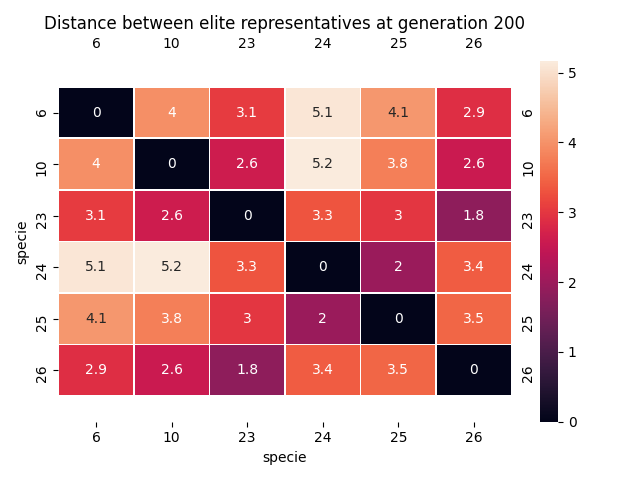 Distance between elite representatives at generation 200
6 10 23 24 25 26
6 0 4 3.1 5.1 4.1 2.9 6
10 4 0 2.6 5.2 3.8 2.6 10
23 3.1 2.6 0 3.3 3 1.8 23
24 5.1 5.2 3.3 0 2 3.4 24
25 4.1 3.8 3 2 0 3.5 25
26 2.9 2.6 1.8 3.4 3.5 0 26
6 10 23 24 25 26
specie
specie
5
4
3
2
1
0